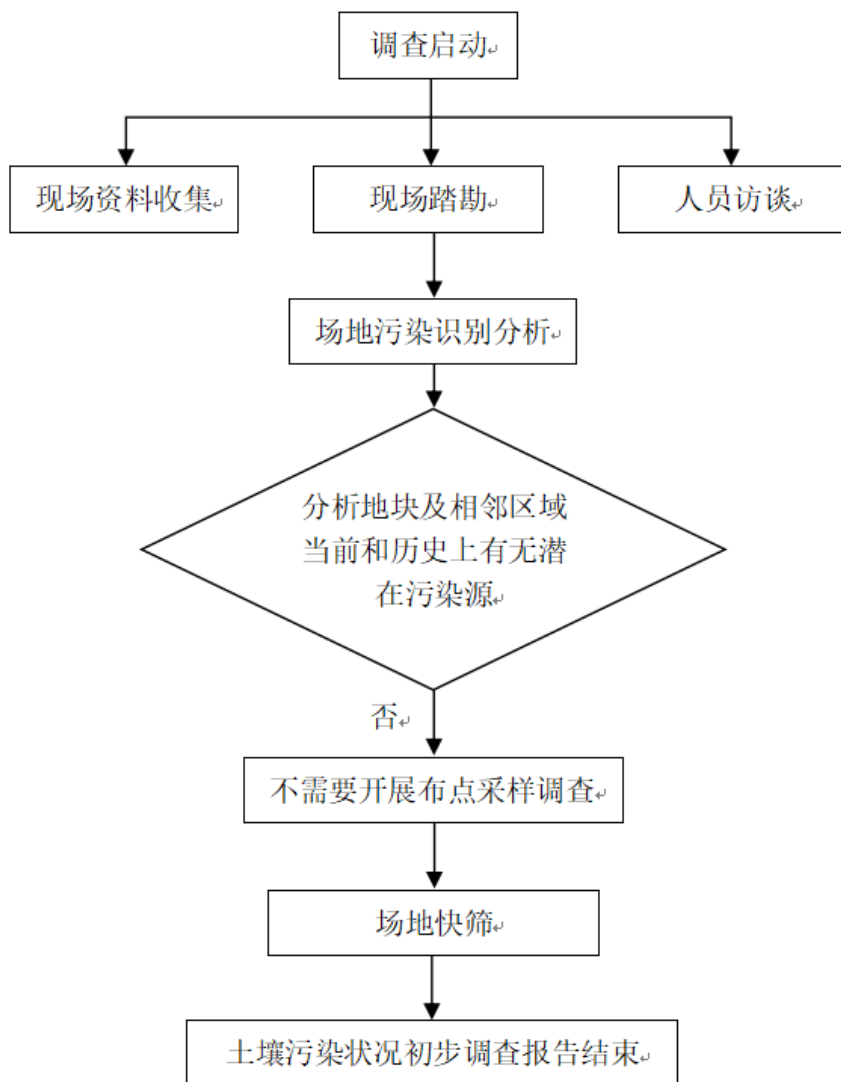 调查启动
现场资料收集
现场踏勘
人员访谈
场地污染识别分析
分析地块及相邻区域
当前和历史上有无潜
在污染源
否
不需要开展布点采样调查
场地快筛
土壤污染状况初步调查报告结束